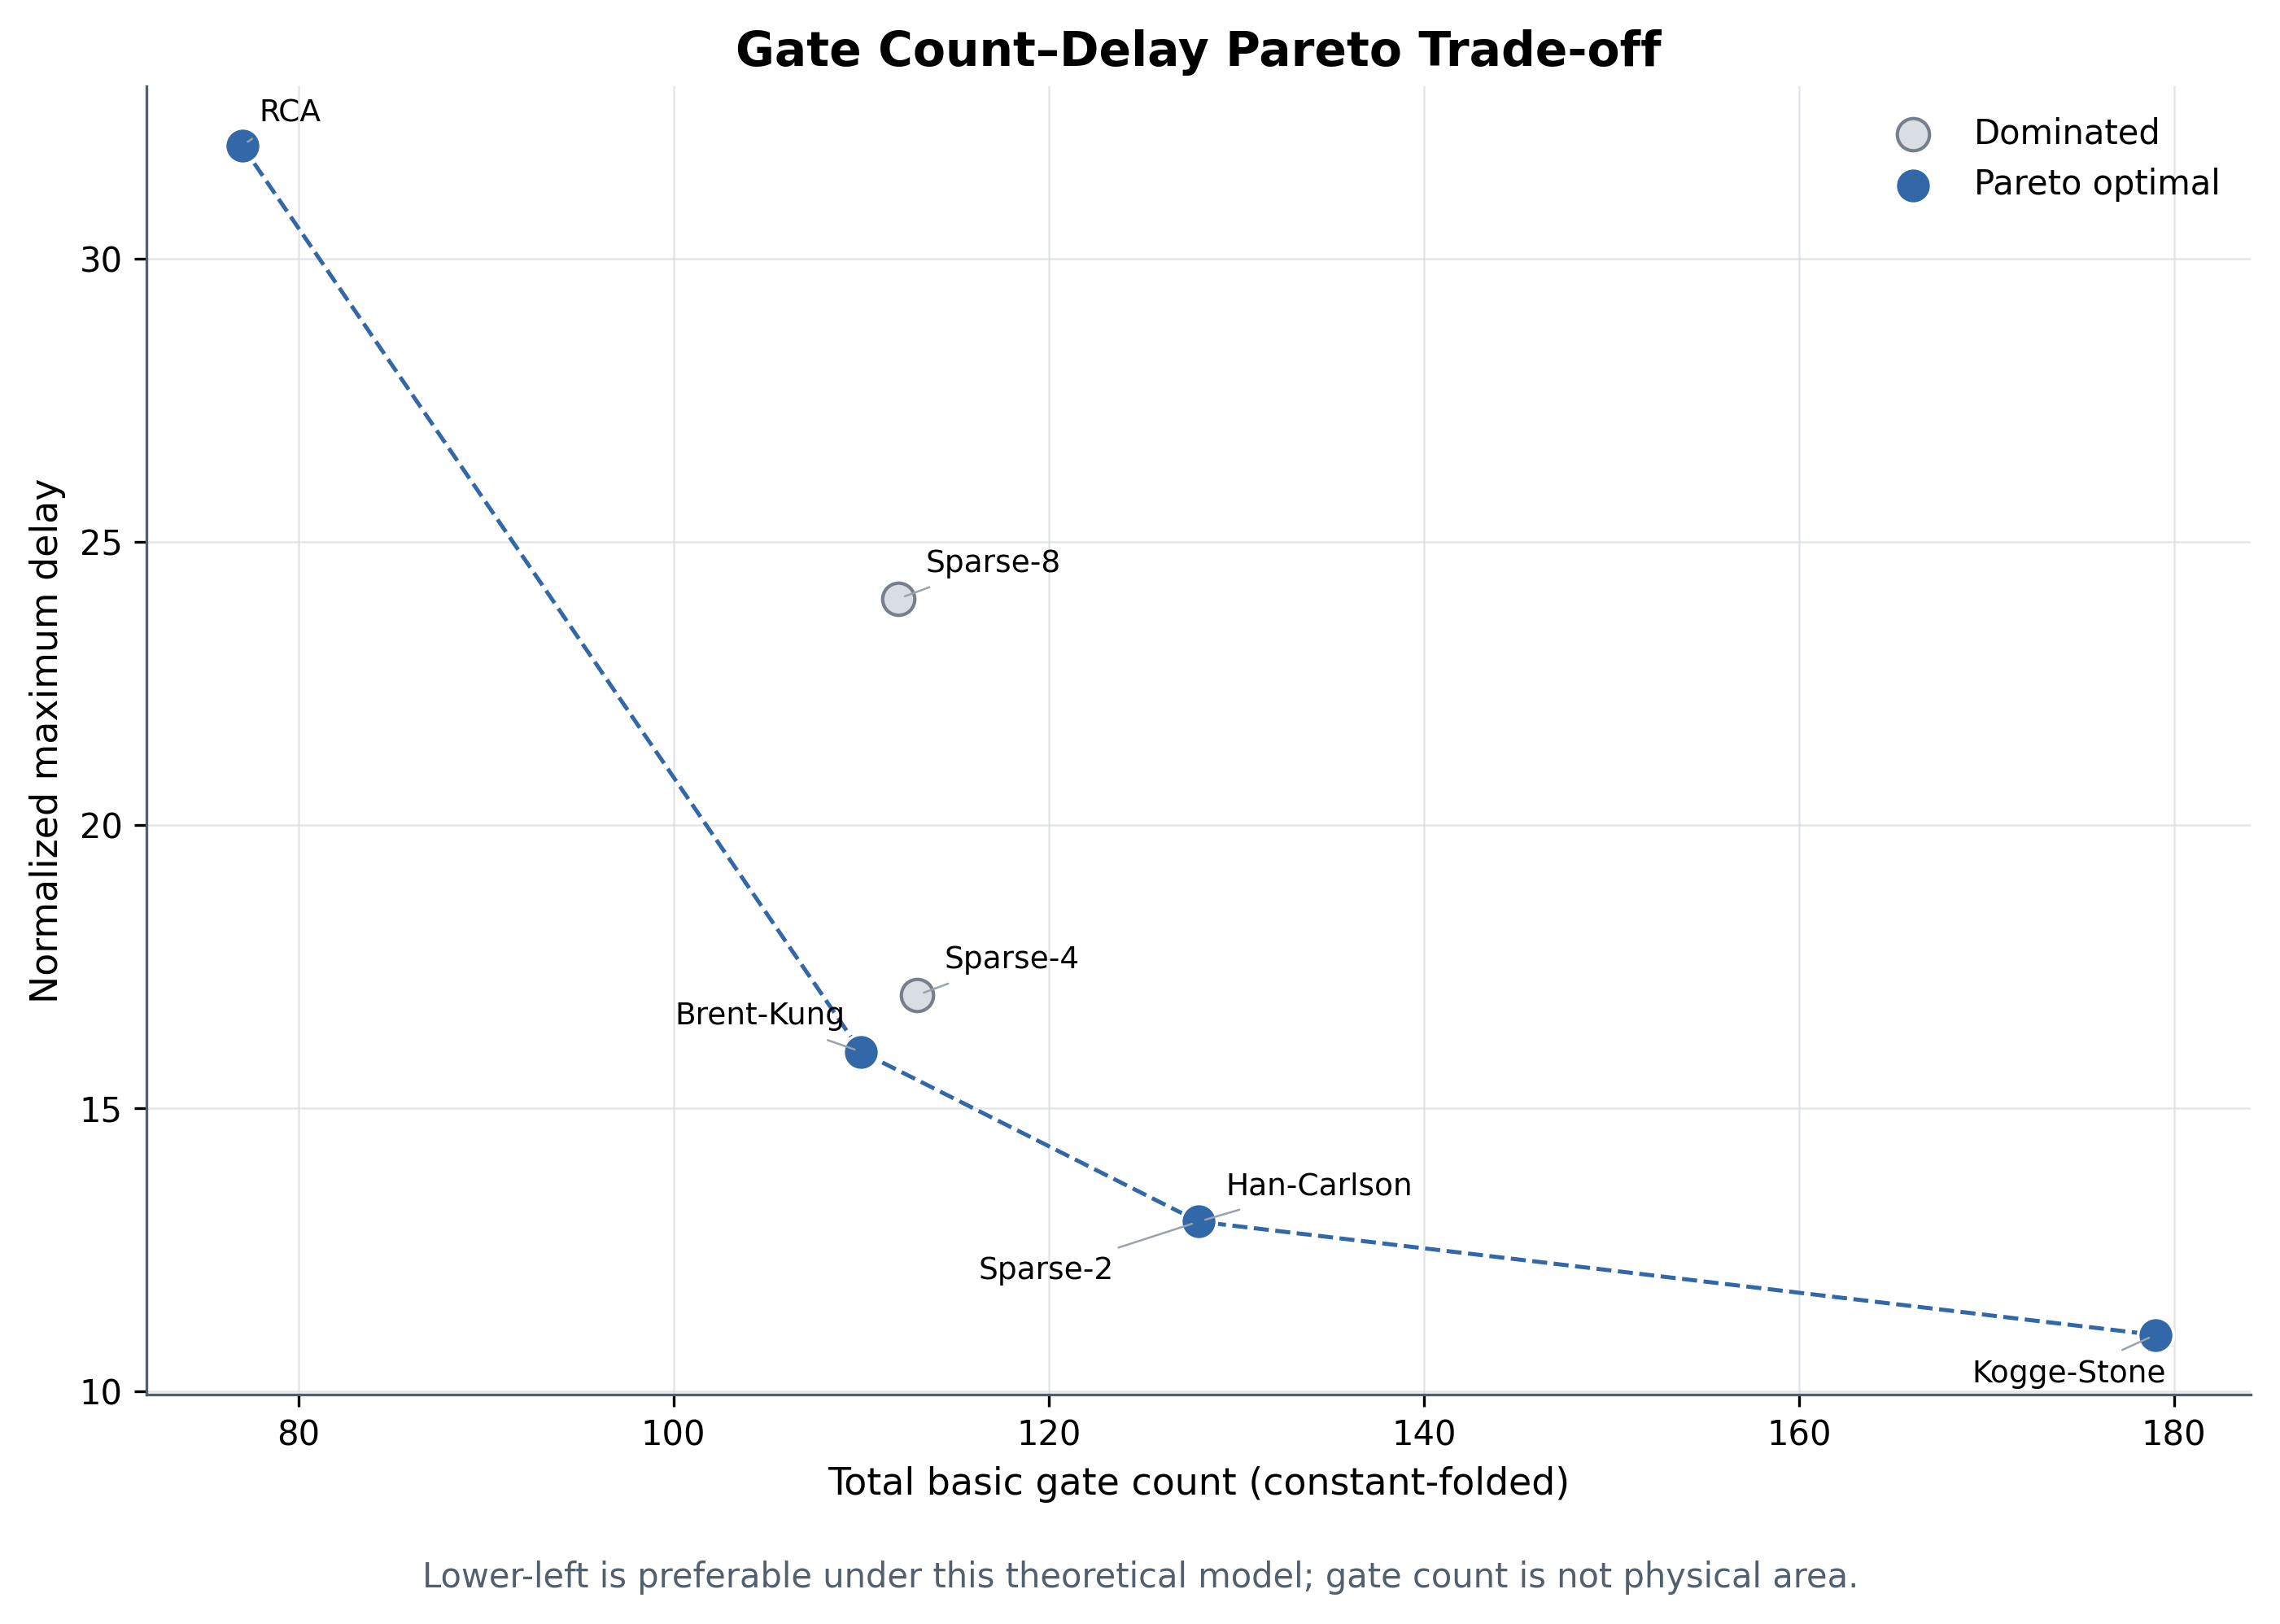 Gate Count–Delay Pareto Trade-off
RCA
Dominated
Pareto optimal
30
25
20
15
10
Normalized maximum delay
Sparse-8
Sparse-4
Brent-Kung
Han-Carlson
Sparse-2
Kogge-Stone
80 100 120 140 160 180
Total basic gate count (constant-folded)
Lower-left is preferable under this theoretical model; gate count is not physical area.